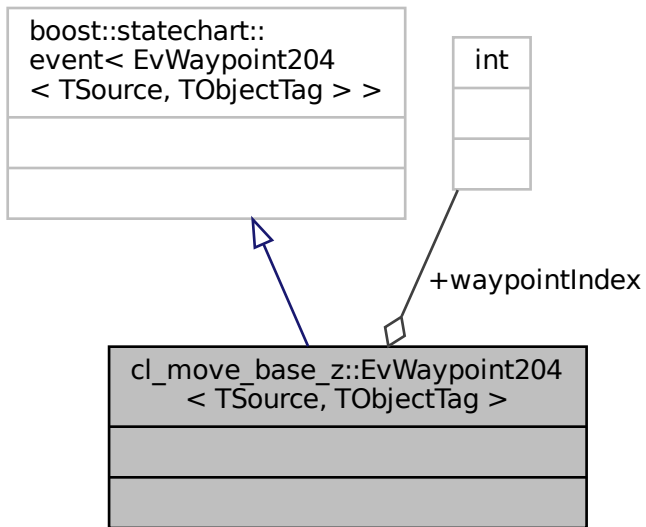 boost::statechart::
event< EvWaypoint204
< TSource, TObjectTag > >
int
+waypointIndex
cl_move_base_z::EvWaypoint204
< TSource, TObjectTag >